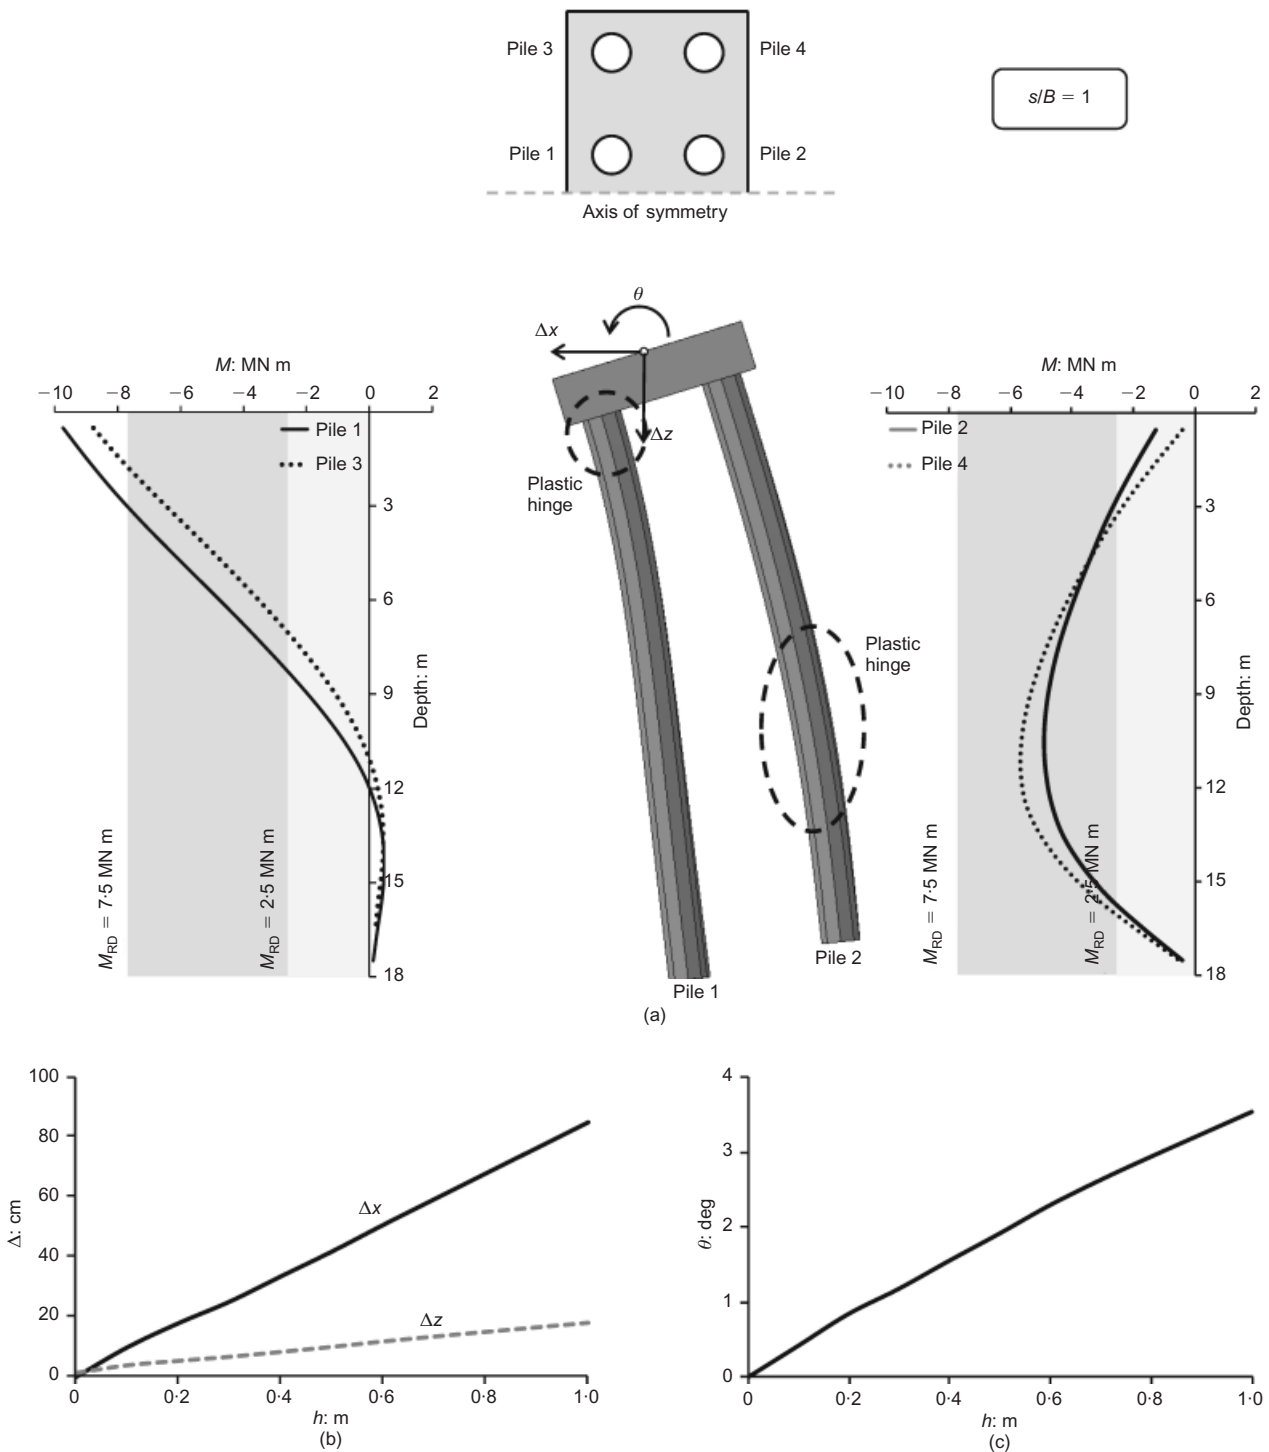 Pile 3
Pile 4
s/B = 1
Pile 1
Pile 2
Axis of symmetry
θ
Δx
Δz
M: MN m
−10 −8 −6 −4 −2 0 2
Pile 1
Pile 3
3
6
9
12
15
18
Depth: m
M_RD = 7·5 MN m
M_RD = 2·5 MN m
Plastic
hinge
Plastic
hinge
Pile 1
Pile 2
M: MN m
−10 −8 −6 −4 −2 0 2
Pile 2
Pile 4
3
6
9
12
15
18
Depth: m
M_RD = 7·5 MN m
M_RD = 2·5 MN m
(a)
100
80
60
40
20
0
Δ: cm
Δx
Δz
0 0·2 0·4 0·6 0·8 1·0
h: m
(b)
4
3
2
1
0
θ: deg
0 0·2 0·4 0·6 0·8 1·0
h: m
(c)